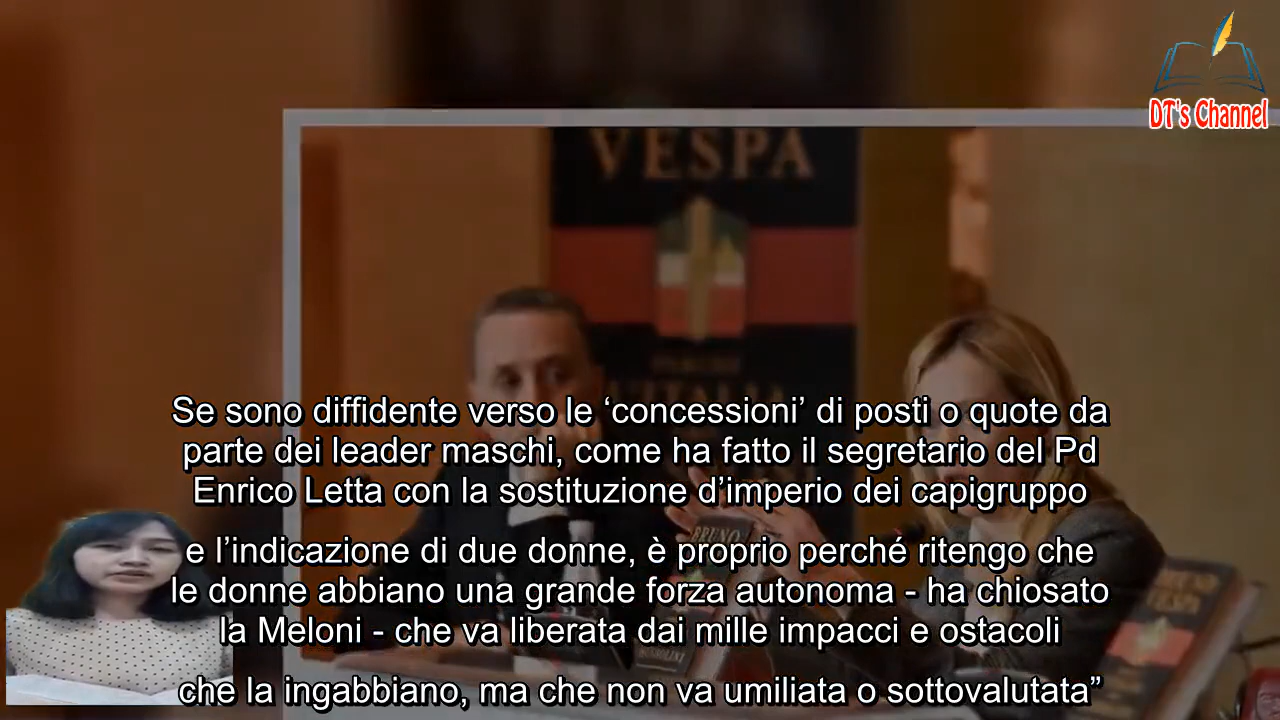 DT's Channel
VESPA
Se sono diffidente verso le ‘concessioni’ di posti o quote da
parte dei leader maschi, come ha fatto il segretario del Pd
Enrico Letta con la sostituzione d’imperio dei capigruppo
BRUNO
e l’indicazione di due donne, è proprio perché ritengo che
le donne abbiano una grande forza autonoma - ha chiosato
la Meloni - che va liberata dai mille impacci e ostacoli
che la ingabbiano, ma che non va umiliata o sottovalutata”